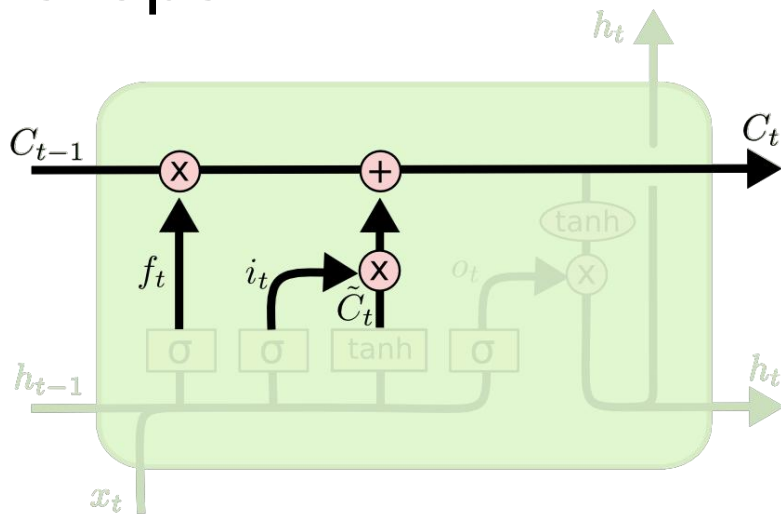 h_t
C_{t-1} C_t
× +
f_t i_t × o_t tanh ×
C̃_t
σ σ tanh σ
h_{t-1} h_t
x_t